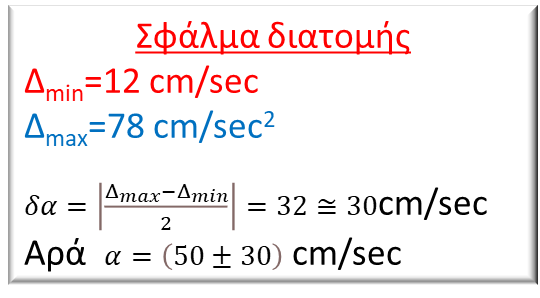 Σφάλμα διατομής
Δmin=12 cm/sec
Δmax=78 cm/sec²
δα = |Δmax−Δmin / 2| = 32 ≅ 30cm/sec
Αρά α = (50 ± 30) cm/sec